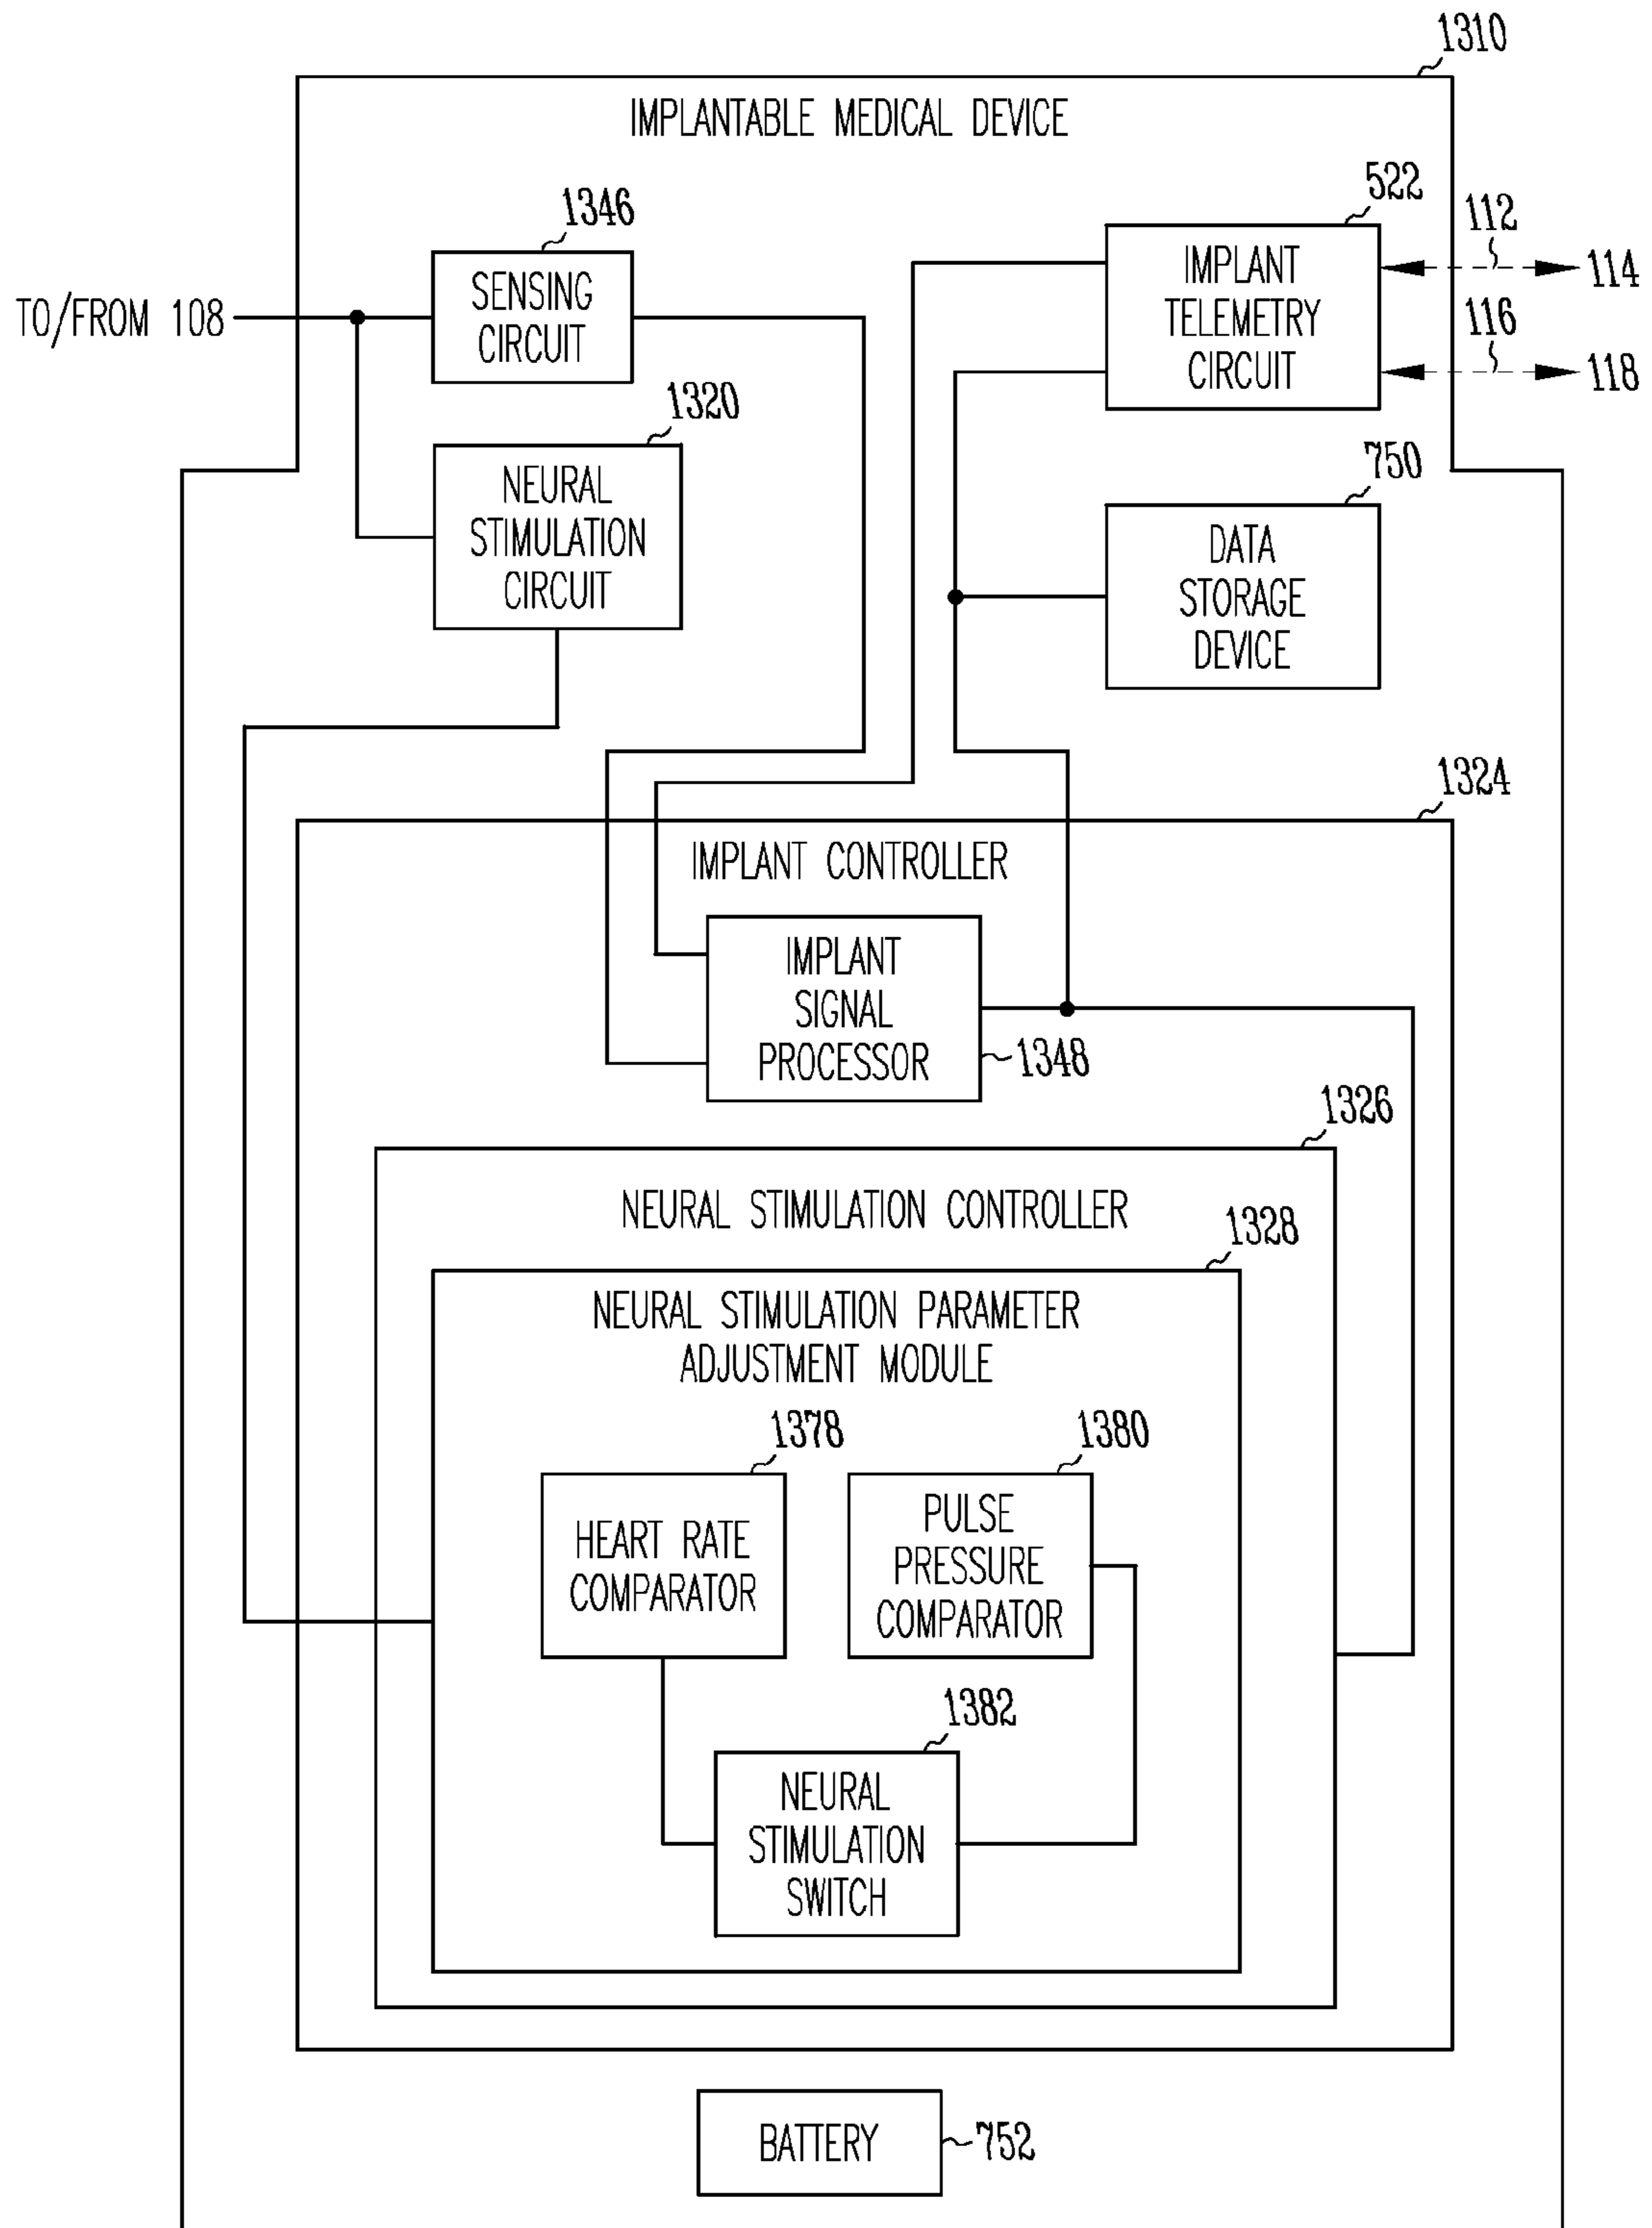 1310
IMPLANTABLE MEDICAL DEVICE
1346
SENSING
CIRCUIT
TO/FROM 108
522
IMPLANT
TELEMETRY
CIRCUIT
112
114
116
118
1320
NEURAL
STIMULATION
CIRCUIT
750
DATA
STORAGE
DEVICE
1324
IMPLANT CONTROLLER
IMPLANT
SIGNAL
PROCESSOR
1348
1326
NEURAL STIMULATION CONTROLLER
1328
NEURAL STIMULATION PARAMETER
ADJUSTMENT MODULE
1378
HEART RATE
COMPARATOR
1380
PULSE
PRESSURE
COMPARATOR
1382
NEURAL
STIMULATION
SWITCH
BATTERY
752